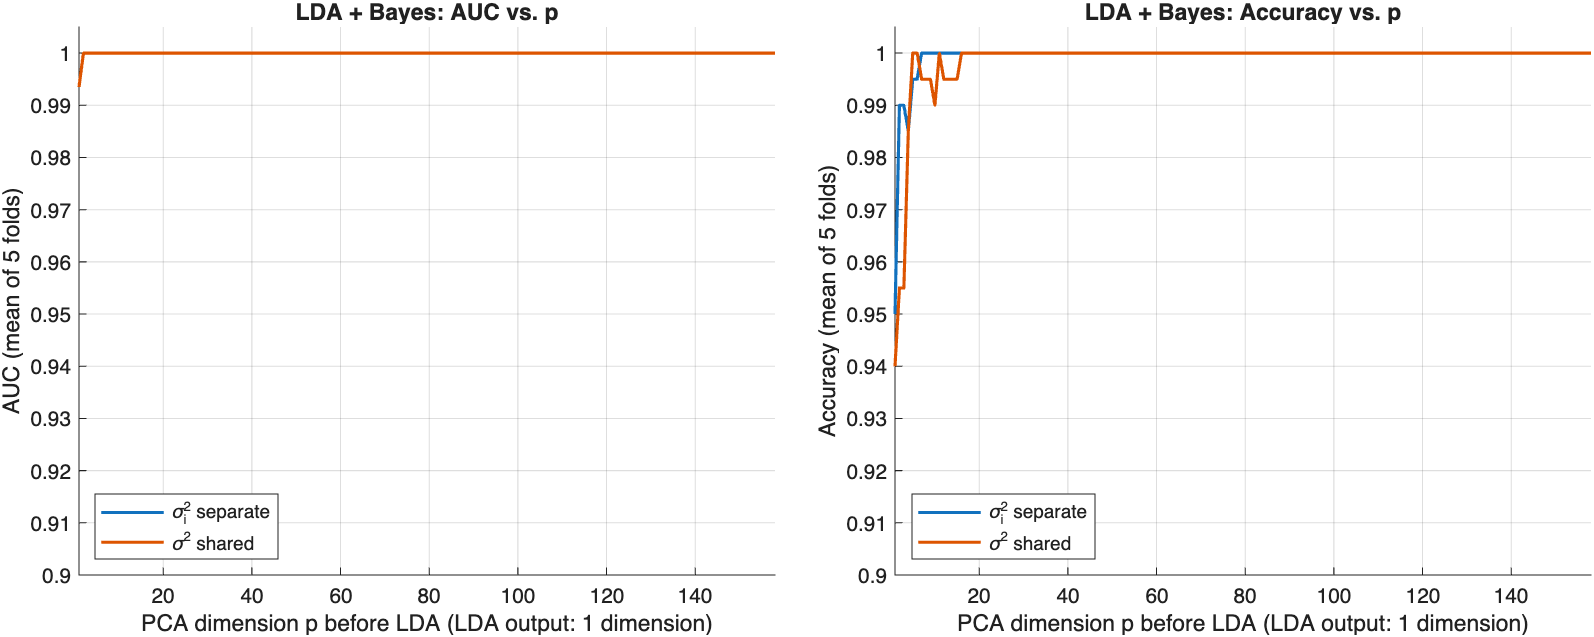 LDA + Bayes: AUC vs. p
AUC (mean of 5 folds)
1
0.99
0.98
0.97
0.96
0.95
0.94
0.93
0.92
0.91
0.9
σᵢ² separate
σ² shared
20 40 60 80 100 120 140
PCA dimension p before LDA (LDA output: 1 dimension)
LDA + Bayes: Accuracy vs. p
Accuracy (mean of 5 folds)
1
0.99
0.98
0.97
0.96
0.95
0.94
0.93
0.92
0.91
0.9
σᵢ² separate
σ² shared
20 40 60 80 100 120 140
PCA dimension p before LDA (LDA output: 1 dimension)